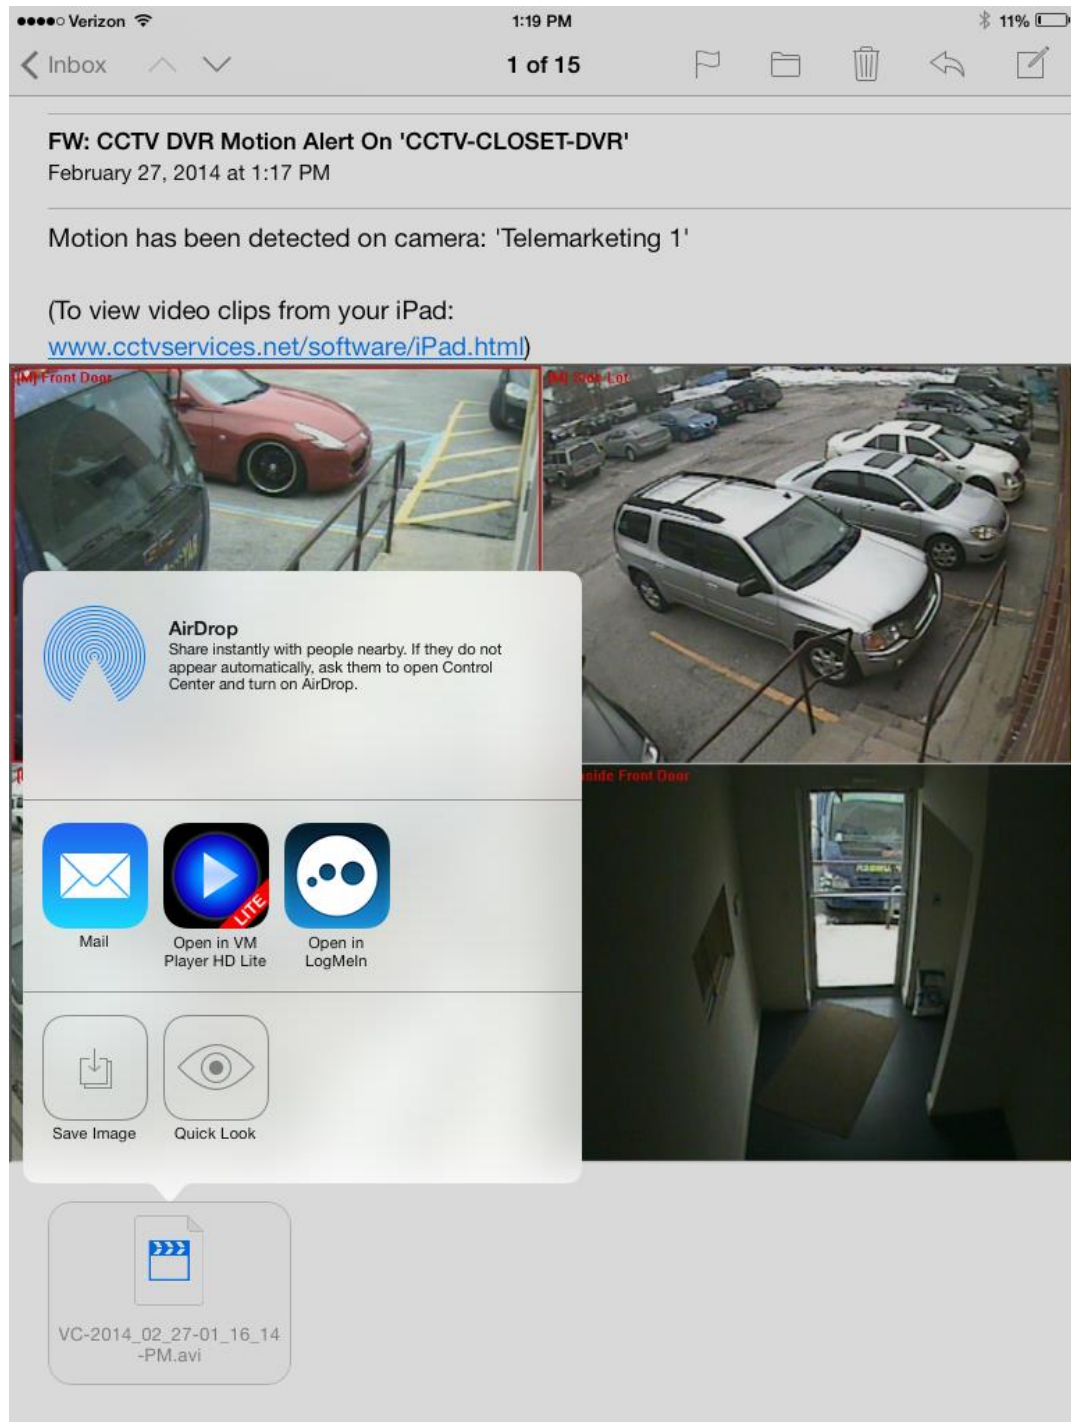 Verizon
1:19 PM
11%
Inbox
1 of 15
FW: CCTV DVR Motion Alert On 'CCTV-CLOSET-DVR'
February 27, 2014 at 1:17 PM
Motion has been detected on camera: 'Telemarketing 1'
(To view video clips from your iPad:
www.cctvservices.net/software/iPad.html)
[M] Front Door
[M] Side Lot
AirDrop
Share instantly with people nearby. If they do not
appear automatically, ask them to open Control
Center and turn on AirDrop.
Front Door
Mail
LITE
Open in VM
Player HD Lite
Open in
LogMeIn
Save Image
Quick Look
VC-2014_02_27-01_16_14
-PM.avi